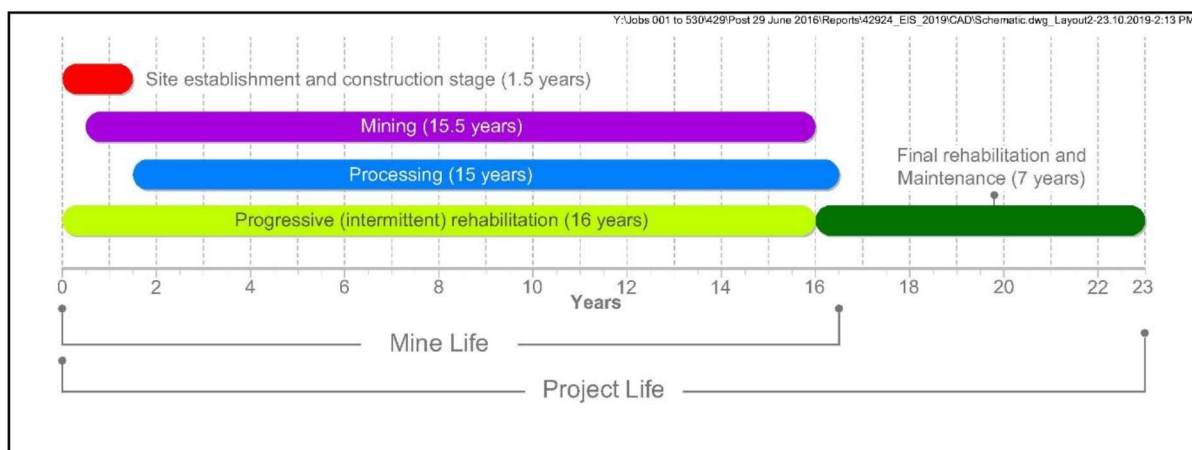 Y:\Jobs 001 to 530\429\Post 29 June 2016\Reports\42924_EIS_2019\CAD\Schematic.dwg_Layout2-23.10.2019-2:13 PM
Site establishment and construction stage (1.5 years)
Mining (15.5 years)
Processing (15 years)
Final rehabilitation and
Maintenance (7 years)
Progressive (intermittent) rehabilitation (16 years)
0 2 4 6 8 10 12 14 16 18 20 22 23
Years
Mine Life
Project Life